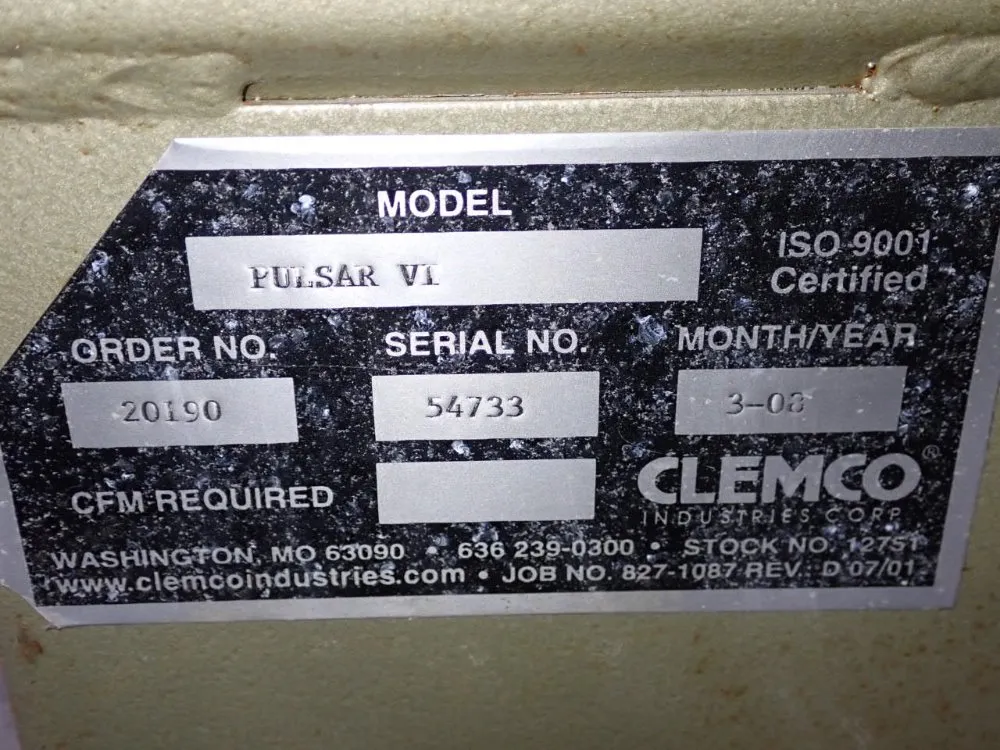 MODEL
PULSAR VI
ISO 9001
Certified
ORDER NO.
SERIAL NO.
MONTH/YEAR
20190
54733
3-08
CFM REQUIRED
CLEMCO®
INDUSTRIES CORP
WASHINGTON, MO 63090 • 636 239-0300 • STOCK NO. 12751
www.clemcoindustries.com • JOB NO. 827-1087 REV. D 07/01